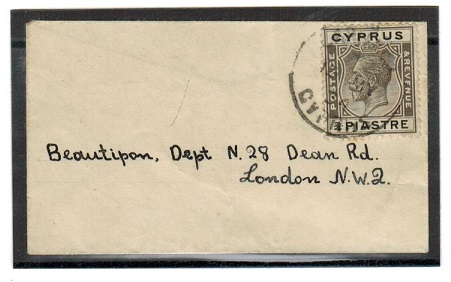 CYPRUS
POSTAGE
& REVENUE
PIASTRE
Beautipon, Dept N. 28 Dean Rd.
London N.W.2.